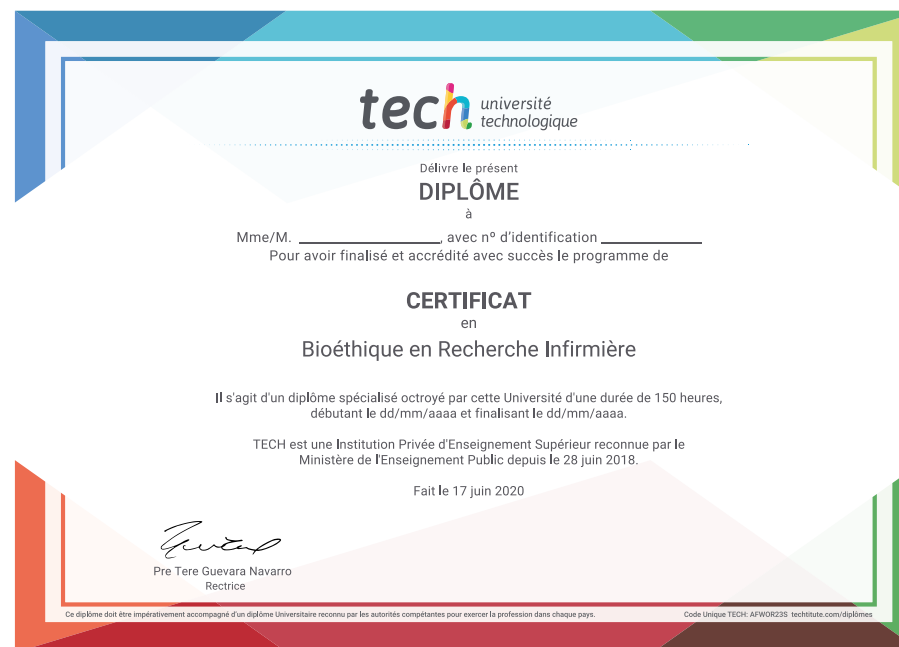 tech université
technologique
Délivre le présent
DIPLÔME
à
Mme/M. ____________________, avec nº d'identification ______________
Pour avoir finalisé et accrédité avec succès le programme de
CERTIFICAT
en
Bioéthique en Recherche Infirmière
Il s'agit d'un diplôme spécialisé octroyé par cette Université d'une durée de 150 heures,
débutant le dd/mm/aaaa et finalisant le dd/mm/aaaa.
TECH est une Institution Privée d'Enseignement Supérieur reconnue par le
Ministère de l'Enseignement Public depuis le 28 juin 2018.
Fait le 17 juin 2020
Pre Tere Guevara Navarro
Rectrice
Ce diplôme doit être impérativement accompagné d'un diplôme Universitaire reconnu par les autorités compétantes pour exercer la profession dans chaque pays. Code Unique TECH: AFWOR23S techtitute.com/diplômes